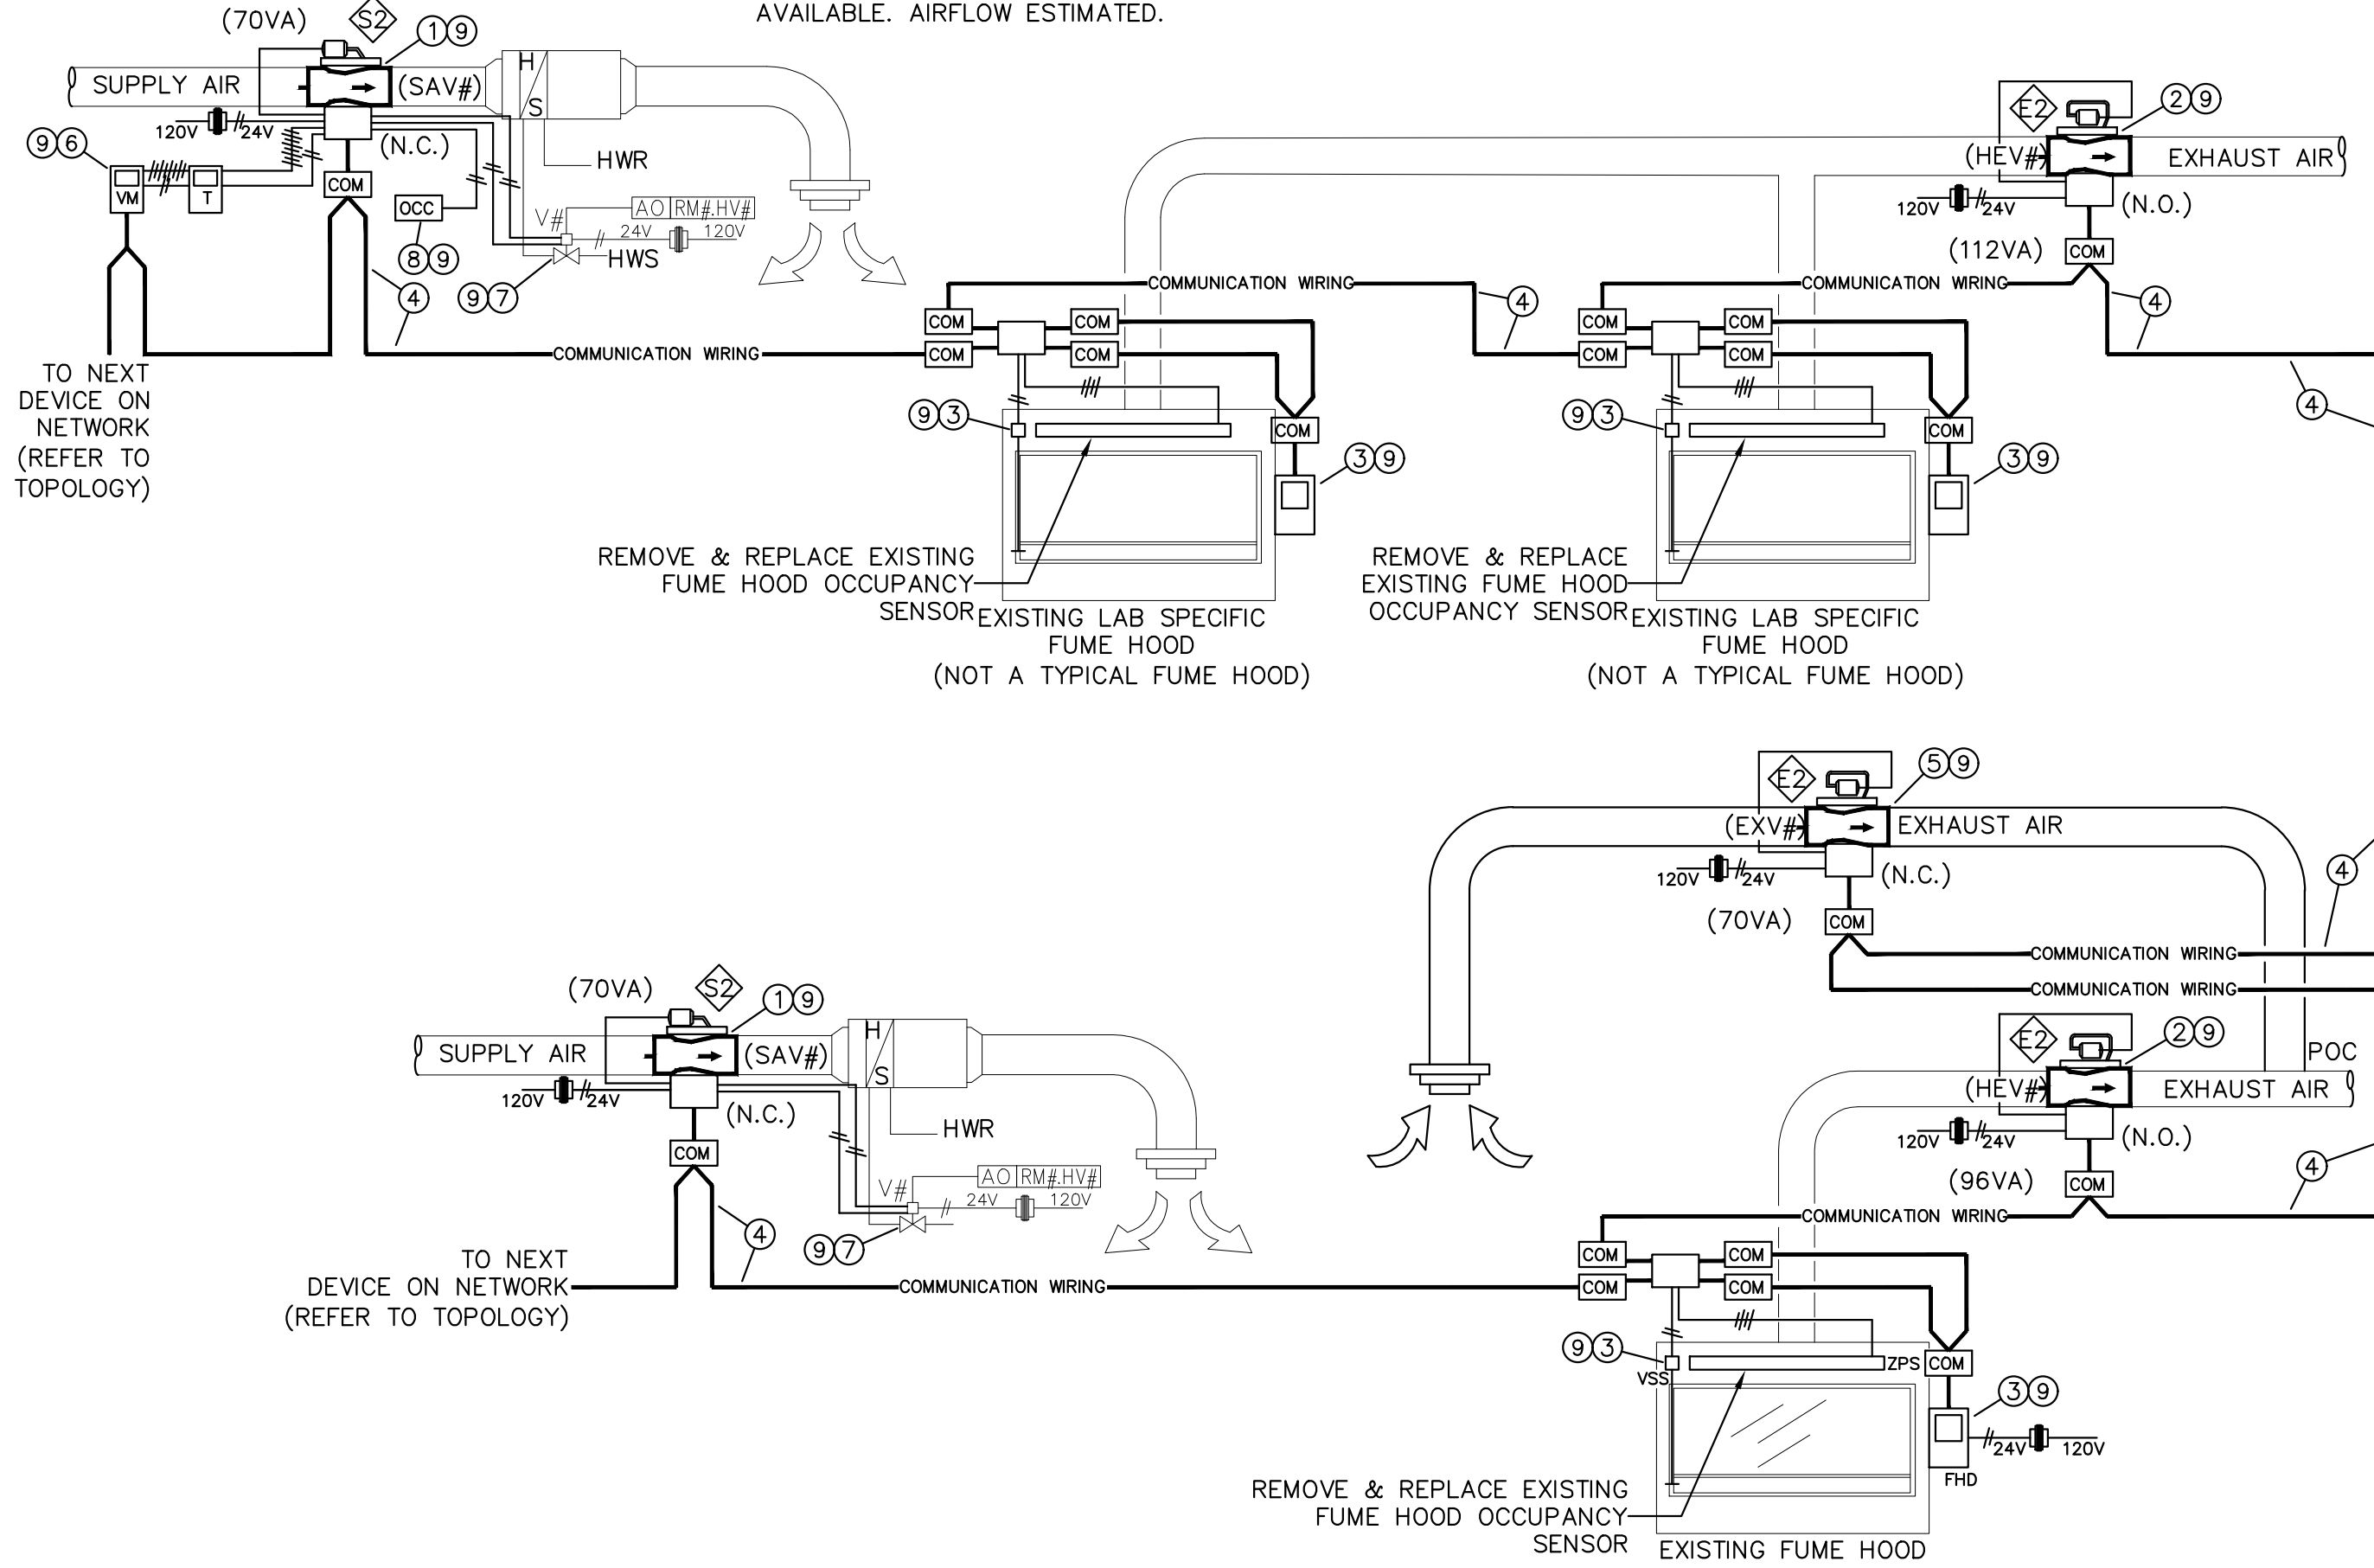 AVAILABLE. AIRFLOW ESTIMATED.
(70VA)
S2
1 9
SUPPLY AIR
(SAV#)
H
S
120V
24V
(N.C.)
9 6
VM
T
COM
OCC
8 9
HWR
V#
AO RM#.HV#
24V
120V
HWS
4
9 7
COMMUNICATION WIRING
TO NEXT
DEVICE ON
NETWORK
(REFER TO
TOPOLOGY)
COM
COM
COM
COM
COMMUNICATION WIRING
4
9 3
COM
3 9
REMOVE & REPLACE EXISTING
FUME HOOD OCCUPANCY
SENSOR
EXISTING LAB SPECIFIC
FUME HOOD
(NOT A TYPICAL FUME HOOD)
E2
2 9
(HEV#)
EXHAUST AIR
120V
24V
(N.O.)
(112VA)
COM
COMMUNICATION WIRING
4
4
COM
COM
COM
COM
9 3
COM
3 9
REMOVE & REPLACE
EXISTING FUME HOOD
OCCUPANCY SENSOR
EXISTING LAB SPECIFIC
FUME HOOD
(NOT A TYPICAL FUME HOOD)
E2
5 9
(EXV#)
EXHAUST AIR
120V
24V
(N.C.)
(70VA)
COM
4
COMMUNICATION WIRING
COMMUNICATION WIRING
(70VA)
S2
1 9
SUPPLY AIR
(SAV#)
H
S
120V
24V
(N.C.)
COM
HWR
V#
AO RM#.HV#
24V
120V
4
9 7
TO NEXT
DEVICE ON NETWORK
(REFER TO TOPOLOGY)
COMMUNICATION WIRING
E2
2 9
POC
(HEV#)
EXHAUST AIR
120V
24V
(N.O.)
(96VA)
COM
4
COMMUNICATION WIRING
COM
COM
COM
COM
9 3
VSS
ZPS
COM
3 9
24V
120V
FHD
REMOVE & REPLACE EXISTING
FUME HOOD OCCUPANCY
SENSOR
EXISTING FUME HOOD